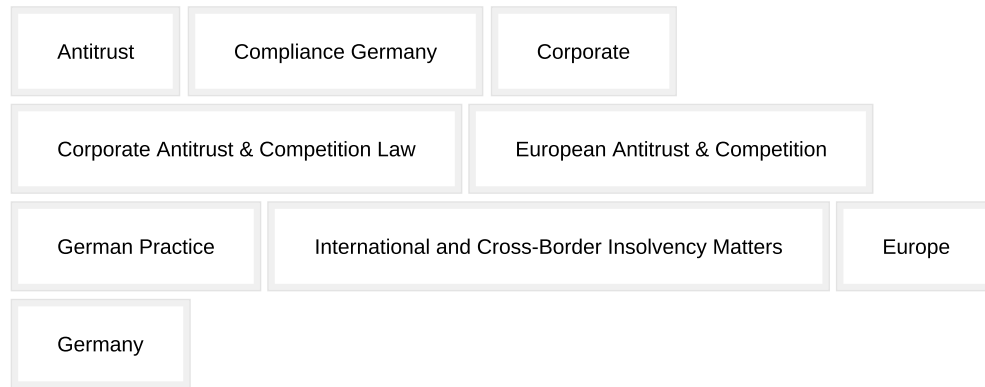 Antitrust Compliance Germany Corporate
Corporate Antitrust & Competition Law European Antitrust & Competition
German Practice International and Cross-Border Insolvency Matters Europe
Germany